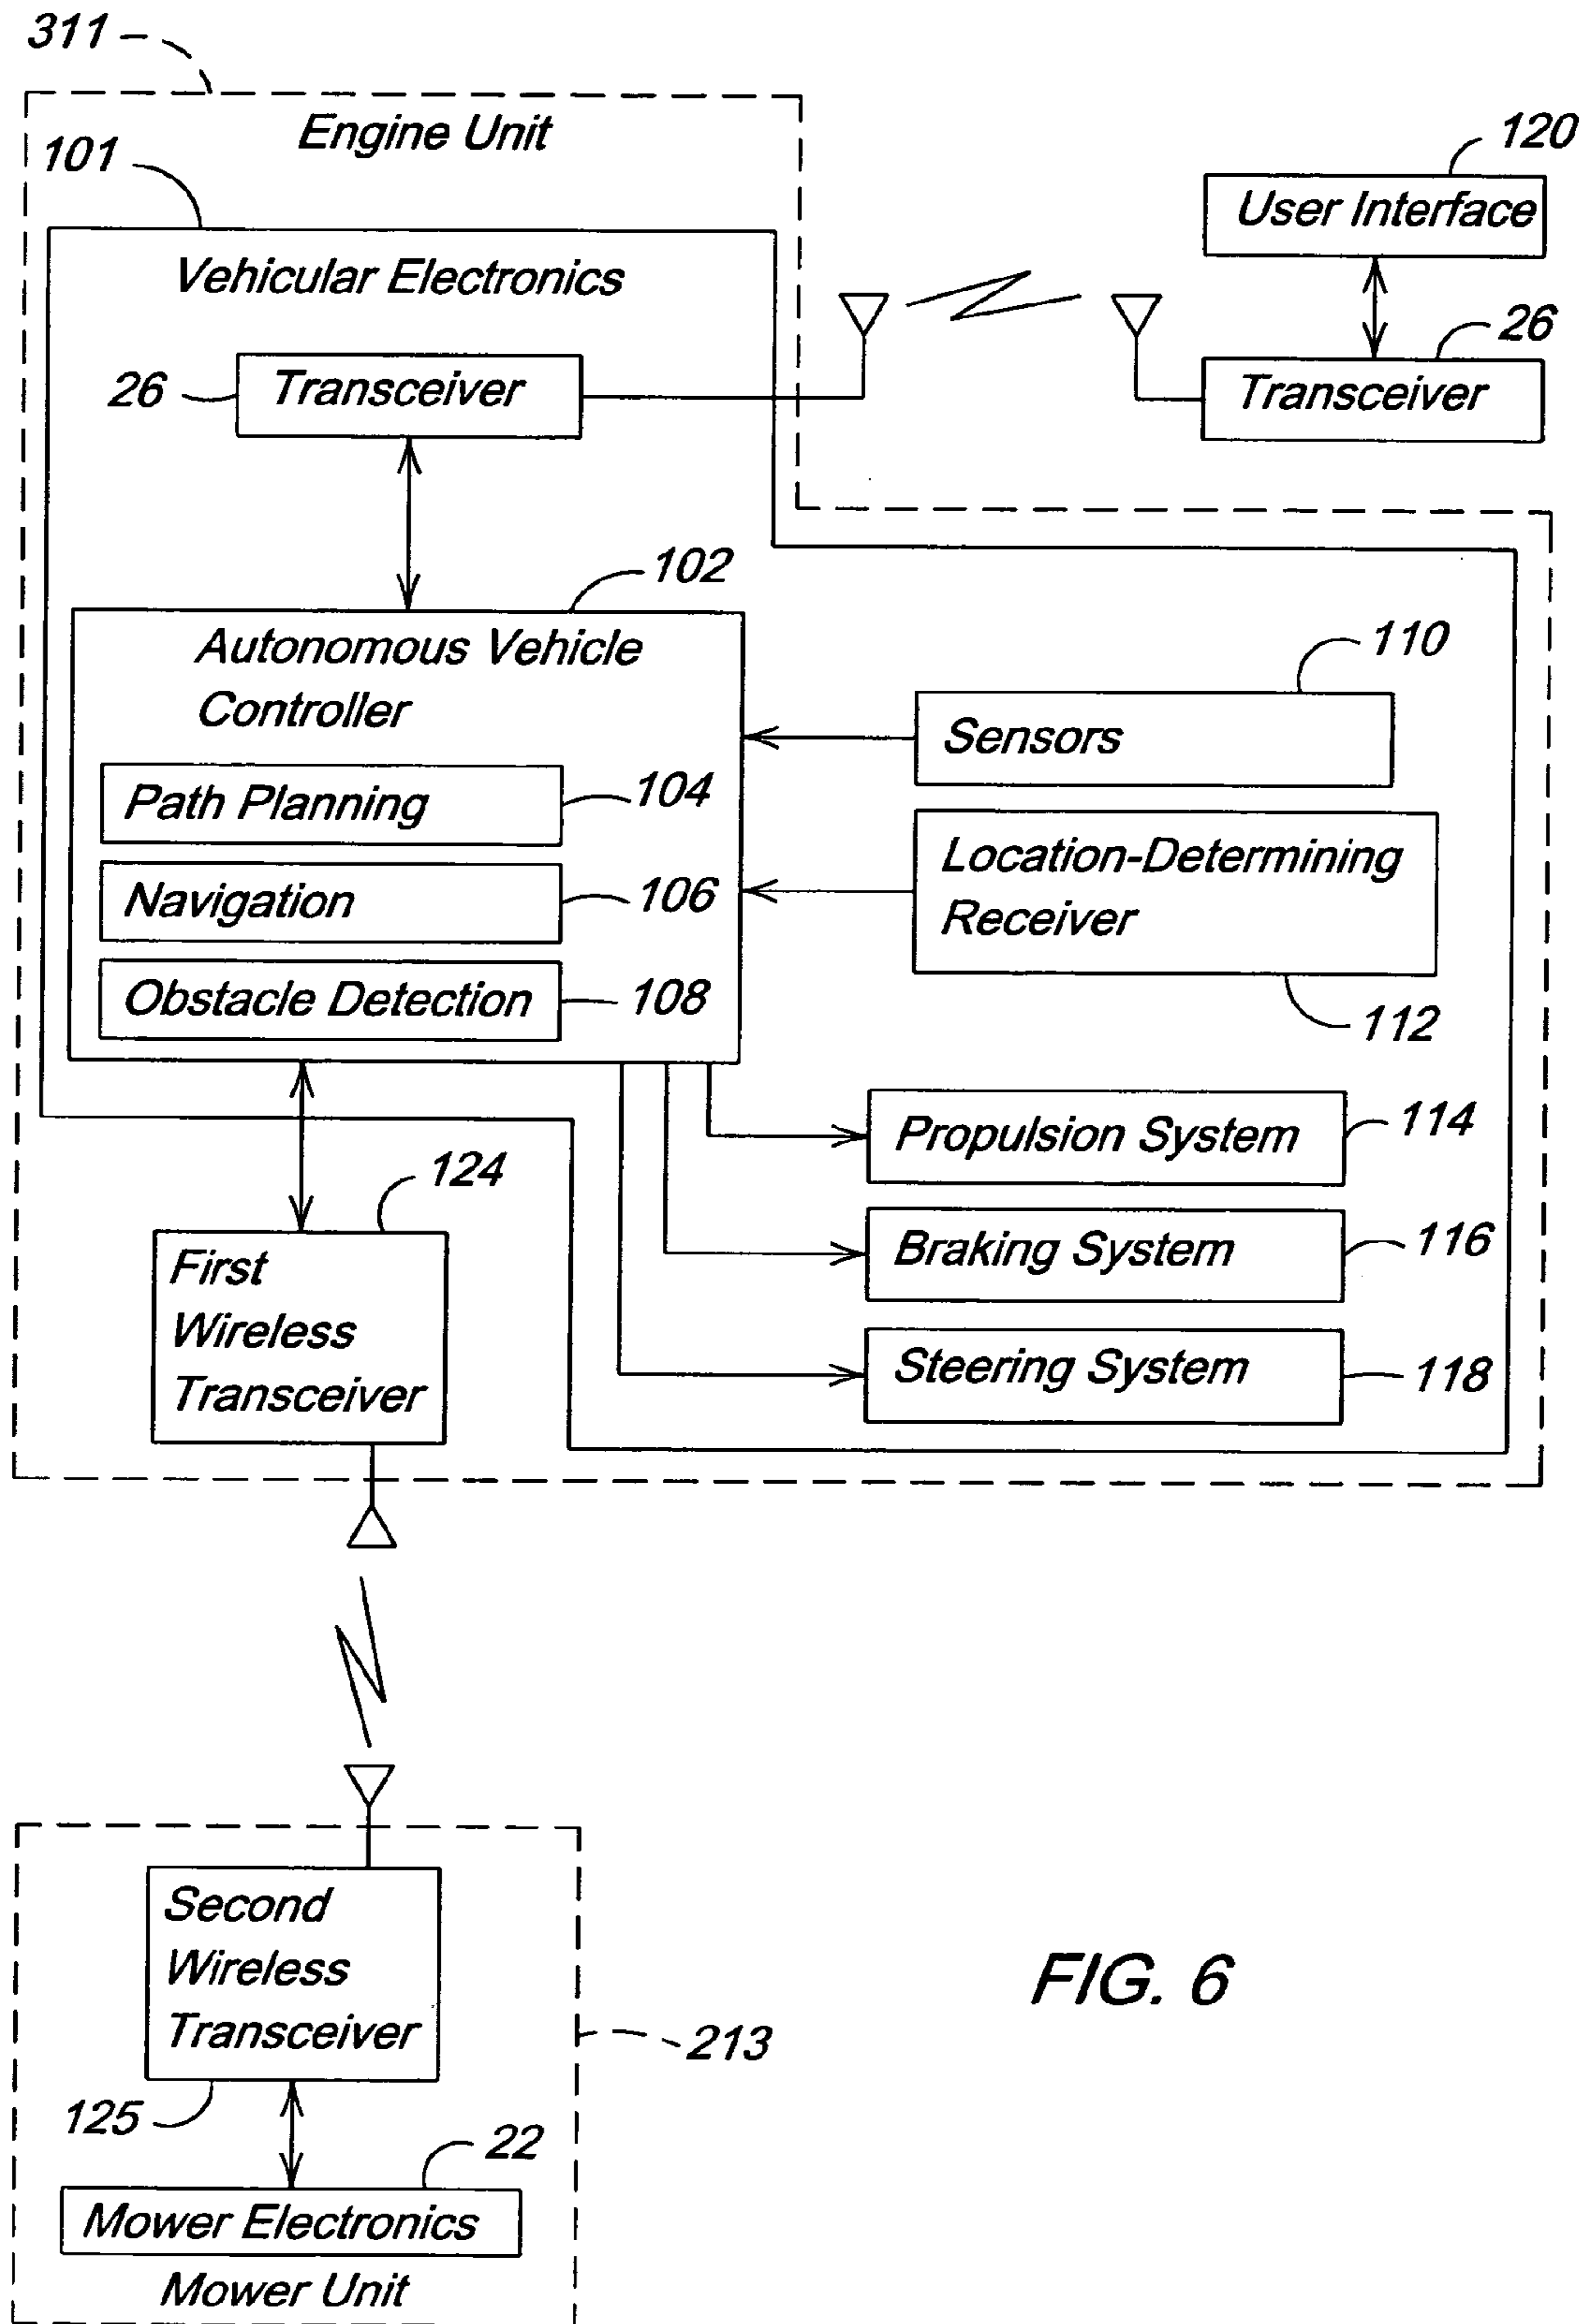 311
Engine Unit
101
120
User Interface
Vehicular Electronics
26
Transceiver
26
Transceiver
102
Autonomous Vehicle
Controller
110
Sensors
Path Planning
104
Location-Determining
Receiver
Navigation
106
Obstacle Detection
108
112
Propulsion System
114
124
First
Wireless
Transceiver
Braking System
116
Steering System
118
Second
Wireless
Transceiver
FIG. 6
213
125
22
Mower Electronics
Mower Unit